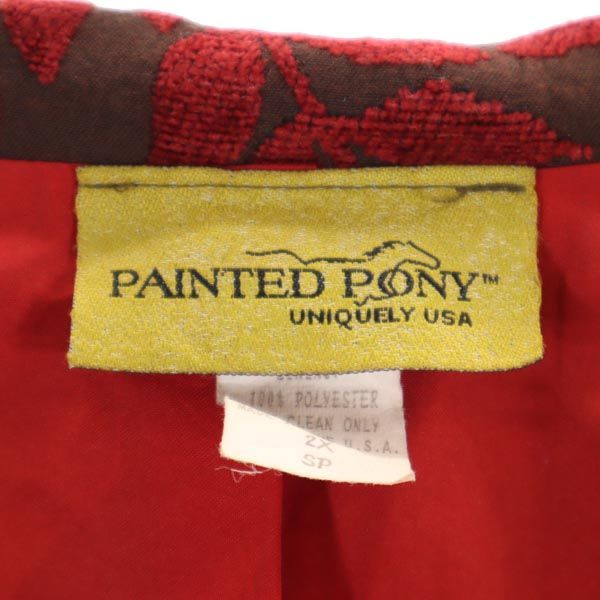 PAINTED PONY™
UNIQUELY USA
100% POLYESTER
CLEAN ONLY
2X U.S.A.
SP